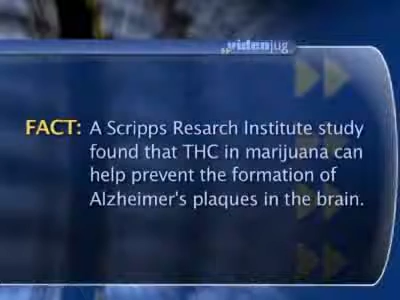 videojug
FACT: A Scripps Resarch Institute study
found that THC in marijuana can
help prevent the formation of
Alzheimer's plaques in the brain.